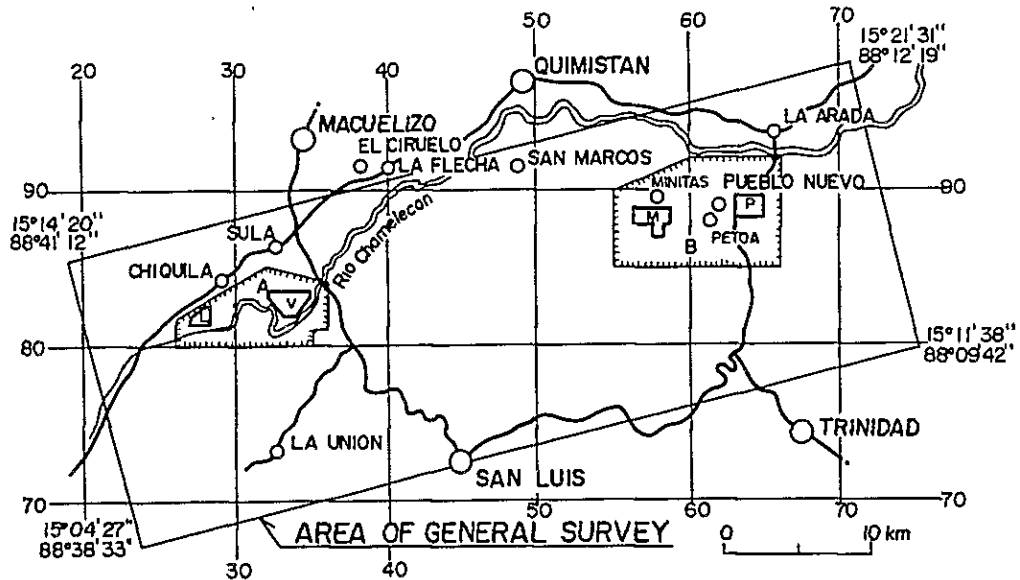 70
60
50
15° 21' 31"
88° 12' 19"
20
30
40
QUIMISTAN
LA ARADA
MACUELIZO
EL CIRUELO
LA FLECHA
SAN MARCOS
90
MINITAS PUEBLO NUEVO
80
M
P
15° 14' 20"
88° 41' 12"
SULA
Rio Chamelecon
PETOA
B
CHIQUILA
A
V
L
80
15° 11' 38"
88° 09' 42"
LA UNION
TRINIDAD
SAN LUIS
70
70
15° 04' 27"
88° 38' 33"
AREA OF GENERAL SURVEY
0 10 km
50
60
70
30
40